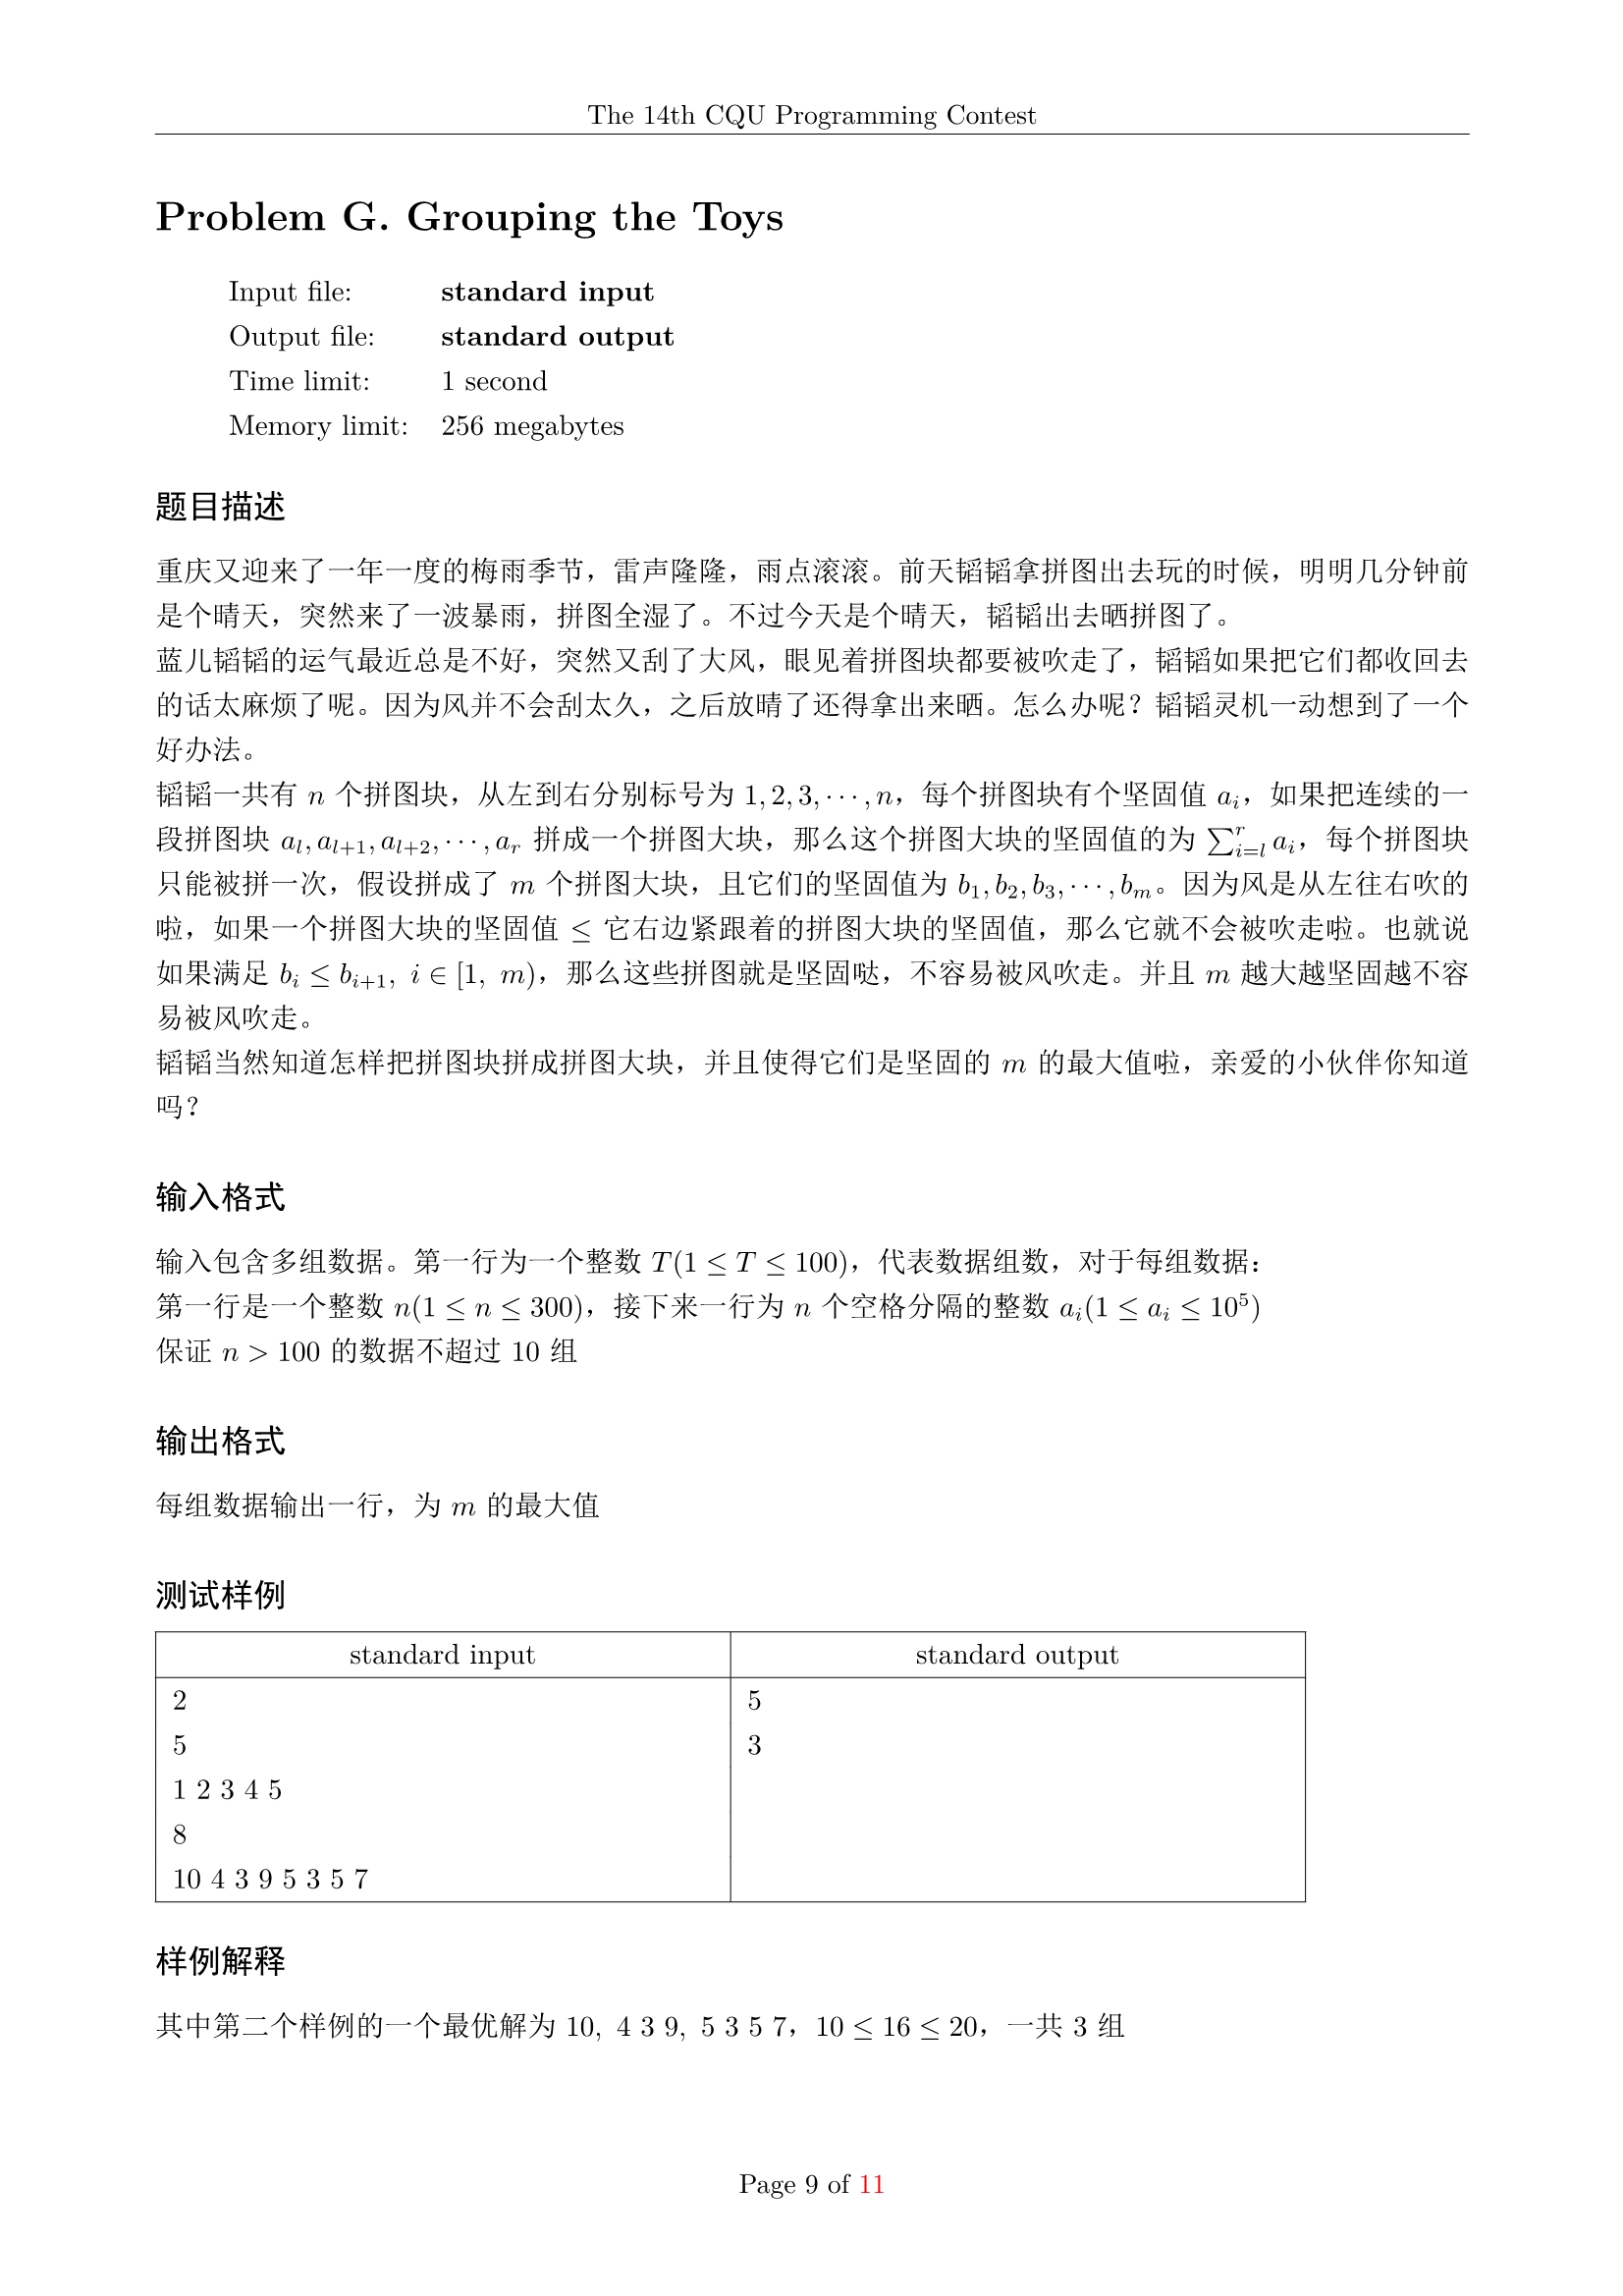 The 14th CQU Programming Contest
Problem G. Grouping the Toys
Input file: standard input
Output file: standard output
Time limit: 1 second
Memory limit: 256 megabytes
题目描述
重庆又迎来了一年一度的梅雨季节，雷声隆隆，雨点滚滚。前天韬韬拿拼图出去玩的时候，明明几分钟前
是个晴天，突然来了一波暴雨，拼图全湿了。不过今天是个晴天，韬韬出去晒拼图了。
蓝儿韬韬的运气最近总是不好，突然又刮了大风，眼见着拼图块都要被吹走了，韬韬如果把它们都收回去
的话太麻烦了呢。因为风并不会刮太久，之后放晴了还得拿出来晒。怎么办呢？韬韬灵机一动想到了一个
好办法。
韬韬一共有 n 个拼图块，从左到右分别标号为 1, 2, 3, ⋯, n，每个拼图块有个坚固值 a_i，如果把连续的一
段拼图块 a_l, a_{l+1}, a_{l+2}, ⋯, a_r 拼成一个拼图大块，那么这个拼图大块的坚固值的为 ∑_{i=l}^{r} a_i，每个拼图块
只能被拼一次，假设拼成了 m 个拼图大块，且它们的坚固值为 b_1, b_2, b_3, ⋯, b_m。因为风是从左往右吹的
啦，如果一个拼图大块的坚固值 ≤ 它右边紧跟着的拼图大块的坚固值，那么它就不会被吹走啦。也就说
如果满足 b_i ≤ b_{i+1}, i ∈ [1, m)，那么这些拼图就是坚固哒，不容易被风吹走。并且 m 越大越坚固越不容
易被风吹走。
韬韬当然知道怎样把拼图块拼成拼图大块，并且使得它们是坚固的 m 的最大值啦，亲爱的小伙伴你知道
吗？
输入格式
输入包含多组数据。第一行为一个整数 T(1 ≤ T ≤ 100)，代表数据组数，对于每组数据：
第一行是一个整数 n(1 ≤ n ≤ 300)，接下来一行为 n 个空格分隔的整数 a_i(1 ≤ a_i ≤ 10^5)
保证 n > 100 的数据不超过 10 组
输出格式
每组数据输出一行，为 m 的最大值
测试样例
standard input standard output
2 5
5 3
1 2 3 4 5
8
10 4 3 9 5 3 5 7
样例解释
其中第二个样例的一个最优解为 10, 4 3 9, 5 3 5 7，10 ≤ 16 ≤ 20，一共 3 组
Page 9 of 11